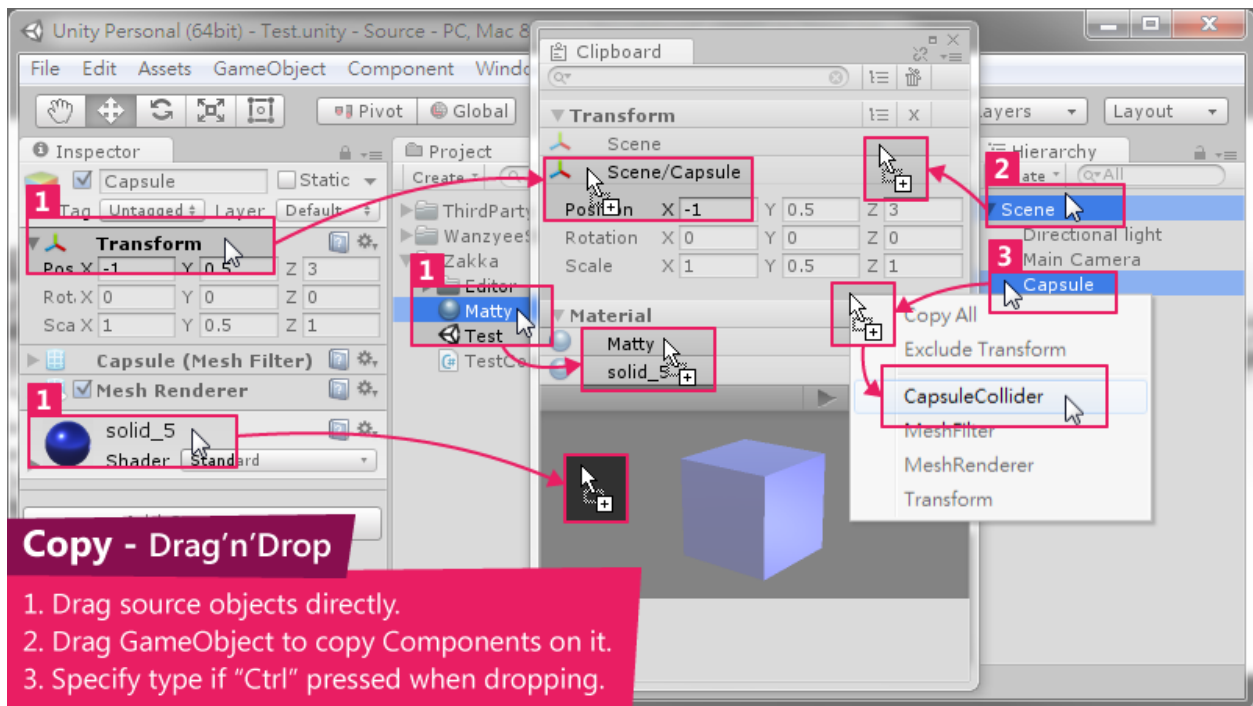 Unity Personal (64bit) - Test.unity - Source - PC, Mac &
File Edit Assets GameObject Component
Pivot Global
Layers Layout
Inspector
Capsule Static
Tag Untagged Layer Default
1
Transform
Pos X -1 Y 0.5 Z 3
Rot X 0 Y 0 Z 0
Sca X 1 Y 0.5 Z 1
Capsule (Mesh Filter)
Mesh Renderer
1
solid_5
Shader Standard
Project
Create
ThirdParty
Zakka
1
Editor
Matty
Test
Clipboard
Transform
Scene
Scene/Capsule
Position X -1 Y 0.5 Z 3
Rotation X 0 Y 0 Z 0
Scale X 1 Y 0.5 Z 1
Material
Matty
solid_5
Hierarchy
2
All
Scene
Directional light
3
Main Camera
Capsule
Copy All
Exclude Transform
CapsuleCollider
MeshFilter
MeshRenderer
Transform
Copy - Drag'n'Drop
1. Drag source objects directly.
2. Drag GameObject to copy Components on it.
3. Specify type if "Ctrl" pressed when dropping.